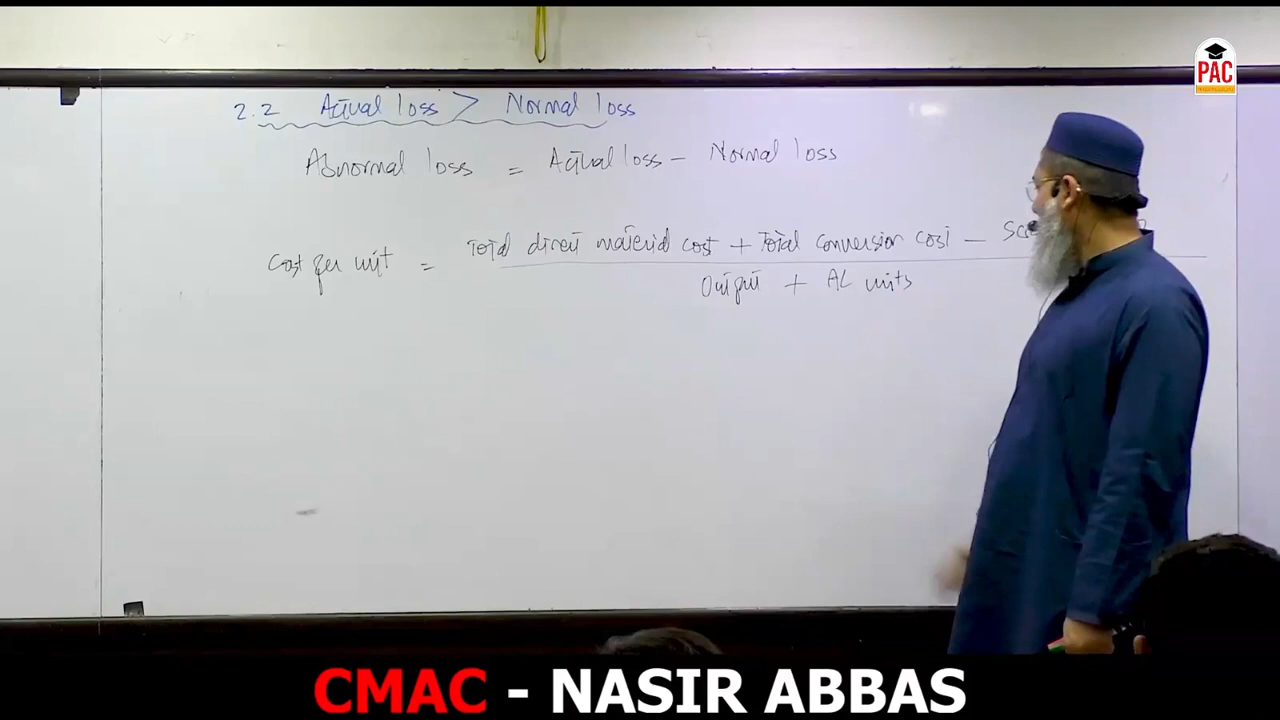 PAC
2.2 Actual loss > Normal loss
Abnormal loss = Actual loss - Normal loss
Total direct material cost + Total conversion cost -
Cost per unit =
Output + AL units
CMAC - NASIR ABBAS